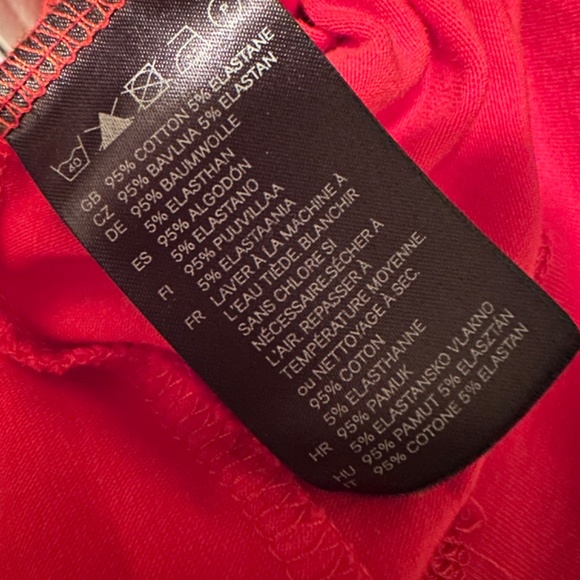 40
GB 95% COTTON 5% ELASTANE
CZ 95% BAVLNA 5% ELASTAN
DE 95% BAUMWOLLE
5% ELASTHAN
ES 95% ALGODÓN
5% ELASTANO
FI 95% PUUVILLAA
5% ELASTAANIA
FR LAVER À LA MACHINE À
L'EAU TIÈDE. BLANCHIR
SANS CHLORE SI
NÉCESSAIRE.SÉCHER À
L'AIR. REPASSER À
TEMPÉRATURE MOYENNE.
ou NETTOYAGE À SEC.
95% COTON
5% ELASTHANNE
HR 95% PAMUK
5% ELASTANSKO VLAKNO
HU 95% PAMUT 5% ELASZTÁN
IT 95% COTONE 5% ELASTAN